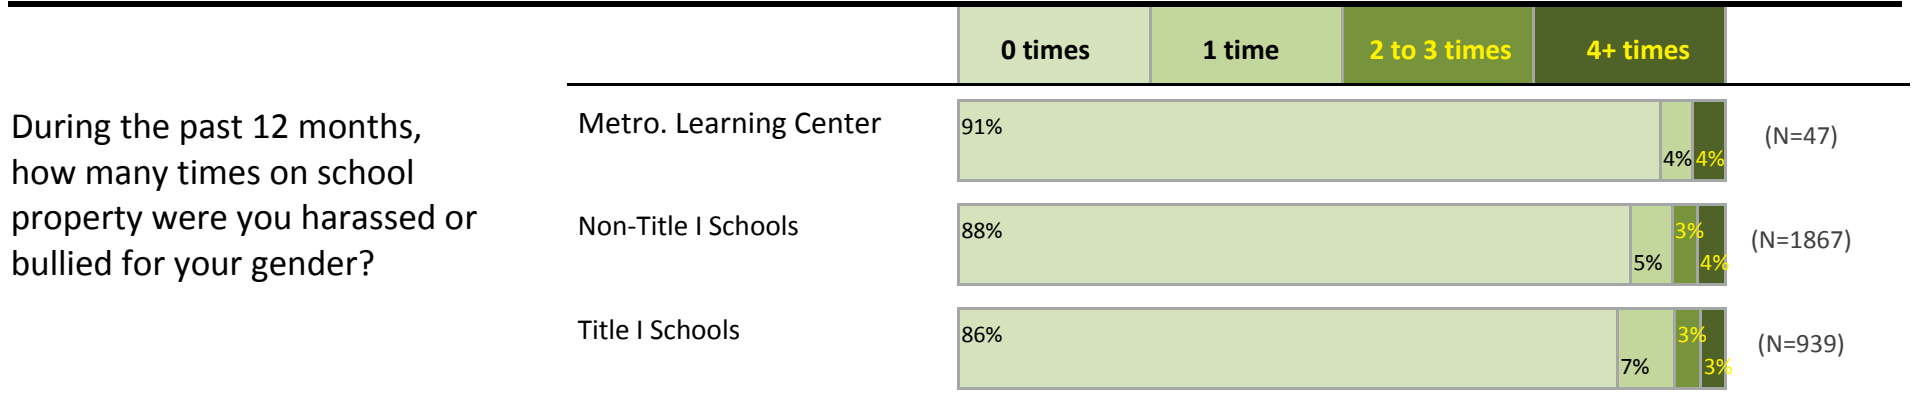 0 times 1 time 2 to 3 times 4+ times
During the past 12 months,
how many times on school
property were you harassed or
bullied for your gender?
Metro. Learning Center 91% 4% 4% (N=47)
Non-Title I Schools 88% 5% 3% 4% (N=1867)
Title I Schools 86% 7% 3% 3% (N=939)